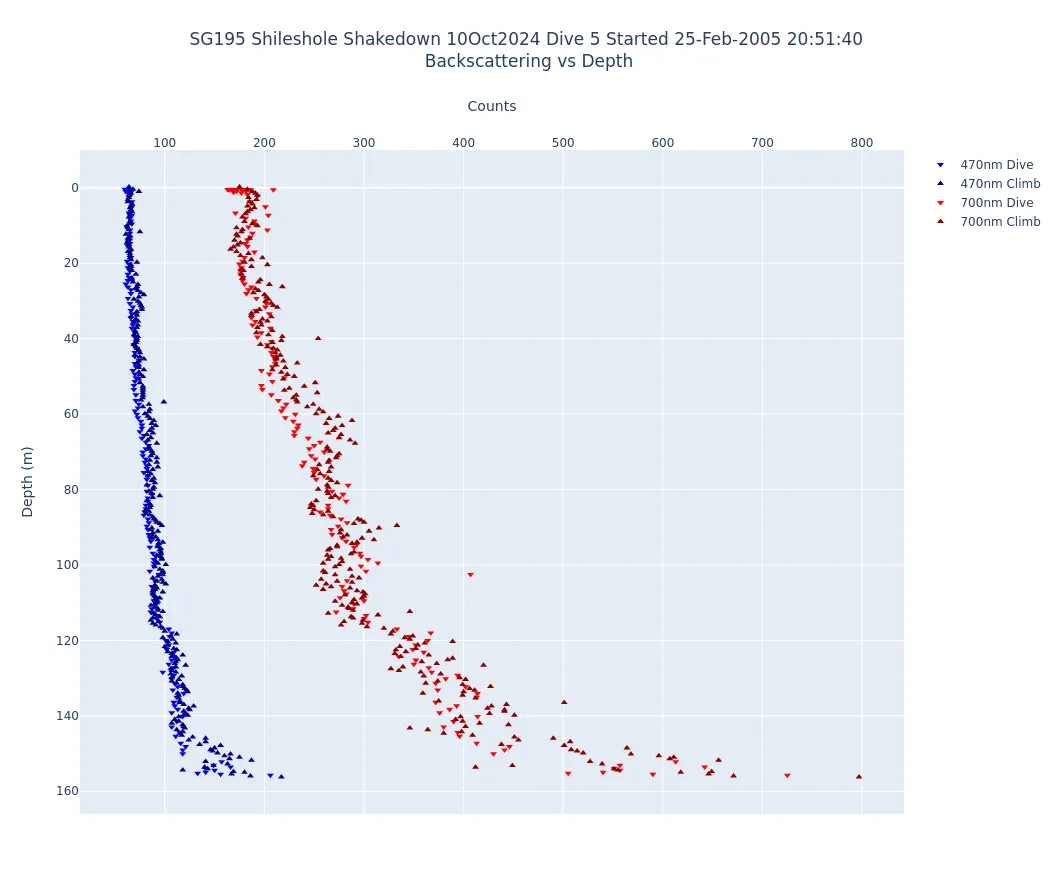 SG195 Shileshole Shakedown 10Oct2024 Dive 5 Started 25-Feb-2005 20:51:40
Backscattering vs Depth
Counts
100 200 300 400 500 600 700 800
0
20
40
60
80
100
120
140
160
Depth (m)
470nm Dive
470nm Climb
700nm Dive
700nm Climb